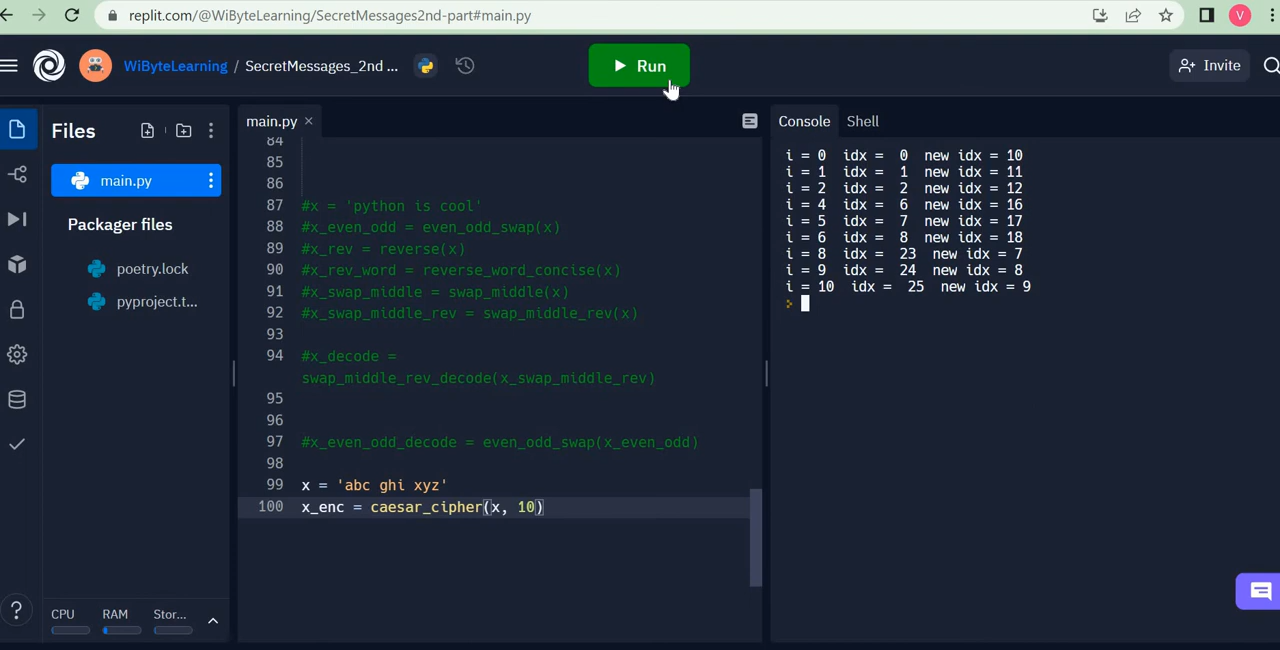 replit.com/@WiByteLearning/SecretMessages2nd-part#main.py
V
WiByteLearning / SecretMessages_2nd ...
Run
Invite
Files
main.py
Packager files
poetry.lock
pyproject.t...
CPU RAM Stor...
main.py ×
84
85
86
87 #x = 'python is cool'
88 #x_even_odd = even_odd_swap(x)
89 #x_rev = reverse(x)
90 #x_rev_word = reverse_word_concise(x)
91 #x_swap_middle = swap_middle(x)
92 #x_swap_middle_rev = swap_middle_rev(x)
93
94 #x_decode =
swap_middle_rev_decode(x_swap_middle_rev)
95
96
97 #x_even_odd_decode = even_odd_swap(x_even_odd)
98
99 x = 'abc ghi xyz'
100 x_enc = caesar_cipher(x, 10)
Console Shell
i = 0  idx =  0  new idx = 10
i = 1  idx =  1  new idx = 11
i = 2  idx =  2  new idx = 12
i = 4  idx =  6  new idx = 16
i = 5  idx =  7  new idx = 17
i = 6  idx =  8  new idx = 18
i = 8  idx =  23  new idx = 7
i = 9  idx =  24  new idx = 8
i = 10  idx =  25  new idx = 9
>
?